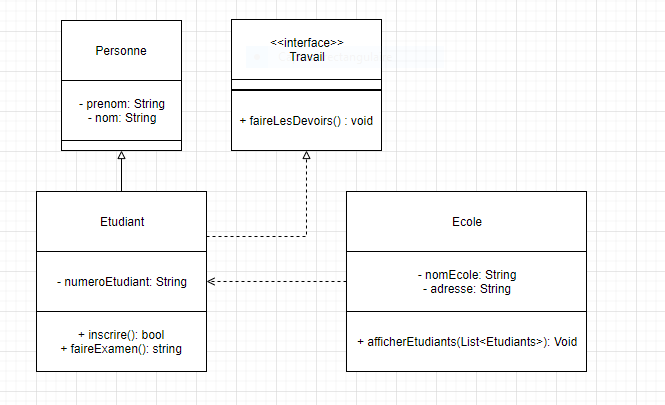 Personne
- prenom: String
- nom: String
<<interface>>
Travail
+ faireLesDevoirs() : void
Etudiant
- numeroEtudiant: String
+ inscrire(): bool
+ faireExamen(): string
Ecole
- nomEcole: String
- adresse: String
+ afficherEtudiants(List<Etudiants>): Void